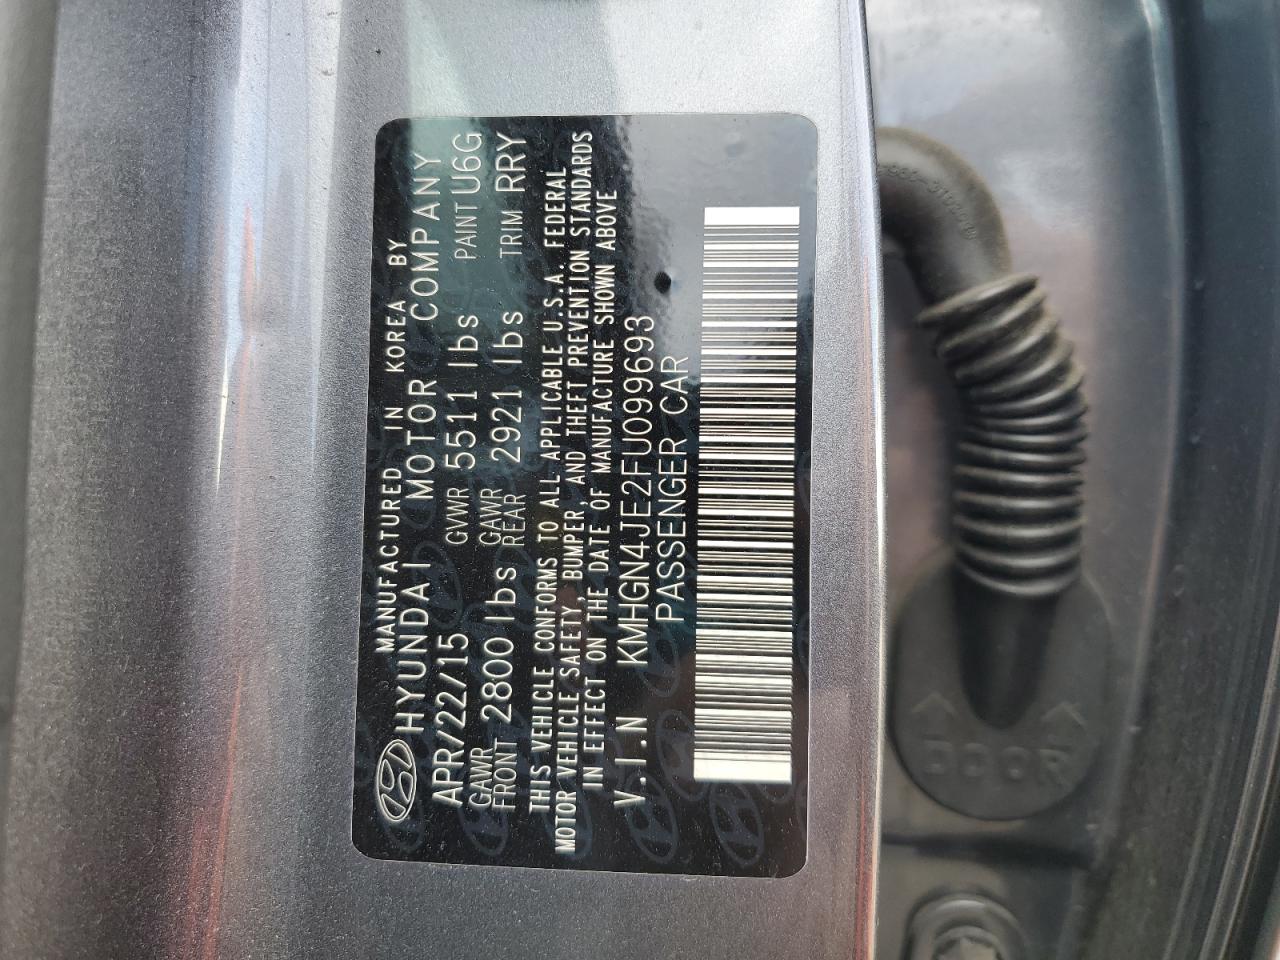 MANUFACTURED IN KOREA BY
HYUNDAI MOTOR COMPANY
APR/22/15 GVWR 5511 lbs PAINT U6G
GAWR FRONT 2800 lbs GAWR REAR 2921 lbs TRIM RRY
THIS VEHICLE CONFORMS TO ALL APPLICABLE U.S.A. FEDERAL
MOTOR VEHICLE SAFETY, BUMPER, AND THEFT PREVENTION STANDARDS
IN EFFECT ON THE DATE OF MANUFACTURE SHOWN ABOVE
V.I.N KMHGN4JE2FU099693
PASSENGER CAR
DOOR